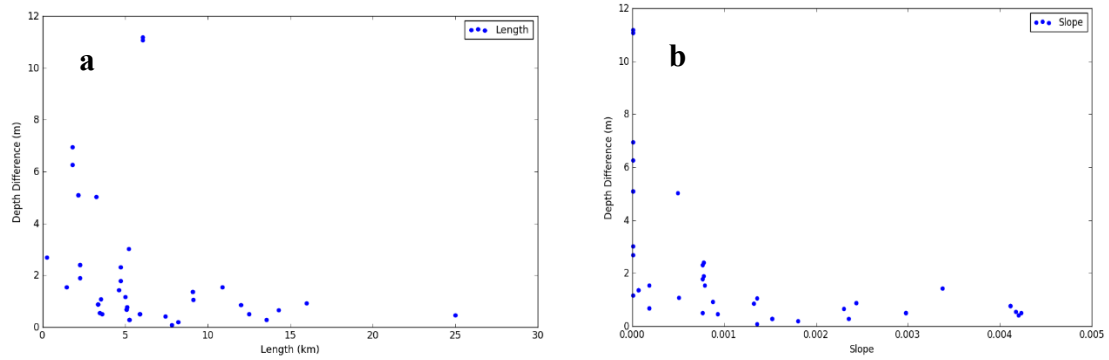 12
10
8
6
4
2
0
Depth Difference (m)
a
Length
0 5 10 15 20 25 30
Length (km)
12
10
8
6
4
2
0
Depth Difference (m)
b
Slope
0.000 0.001 0.002 0.003 0.004 0.005
Slope